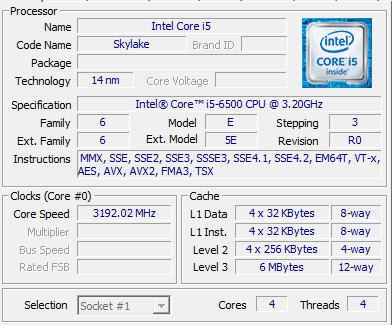 Processor
Name Intel Core i5
Code Name Skylake Brand ID
Package
Technology 14 nm Core Voltage
intel
CORE i5
inside™
Specification Intel® Core™ i5-6500 CPU @ 3.20GHz
Family 6 Model E Stepping 3
Ext. Family 6 Ext. Model 5E Revision R0
Instructions MMX, SSE, SSE2, SSE3, SSSE3, SSE4.1, SSE4.2, EM64T, VT-x,
AES, AVX, AVX2, FMA3, TSX
Clocks (Core #0)
Core Speed 3192.02 MHz
Multiplier
Bus Speed
Rated FSB
Cache
L1 Data 4 x 32 KBytes 8-way
L1 Inst. 4 x 32 KBytes 8-way
Level 2 4 x 256 KBytes 4-way
Level 3 6 MBytes 12-way
Selection Socket #1 Cores 4 Threads 4